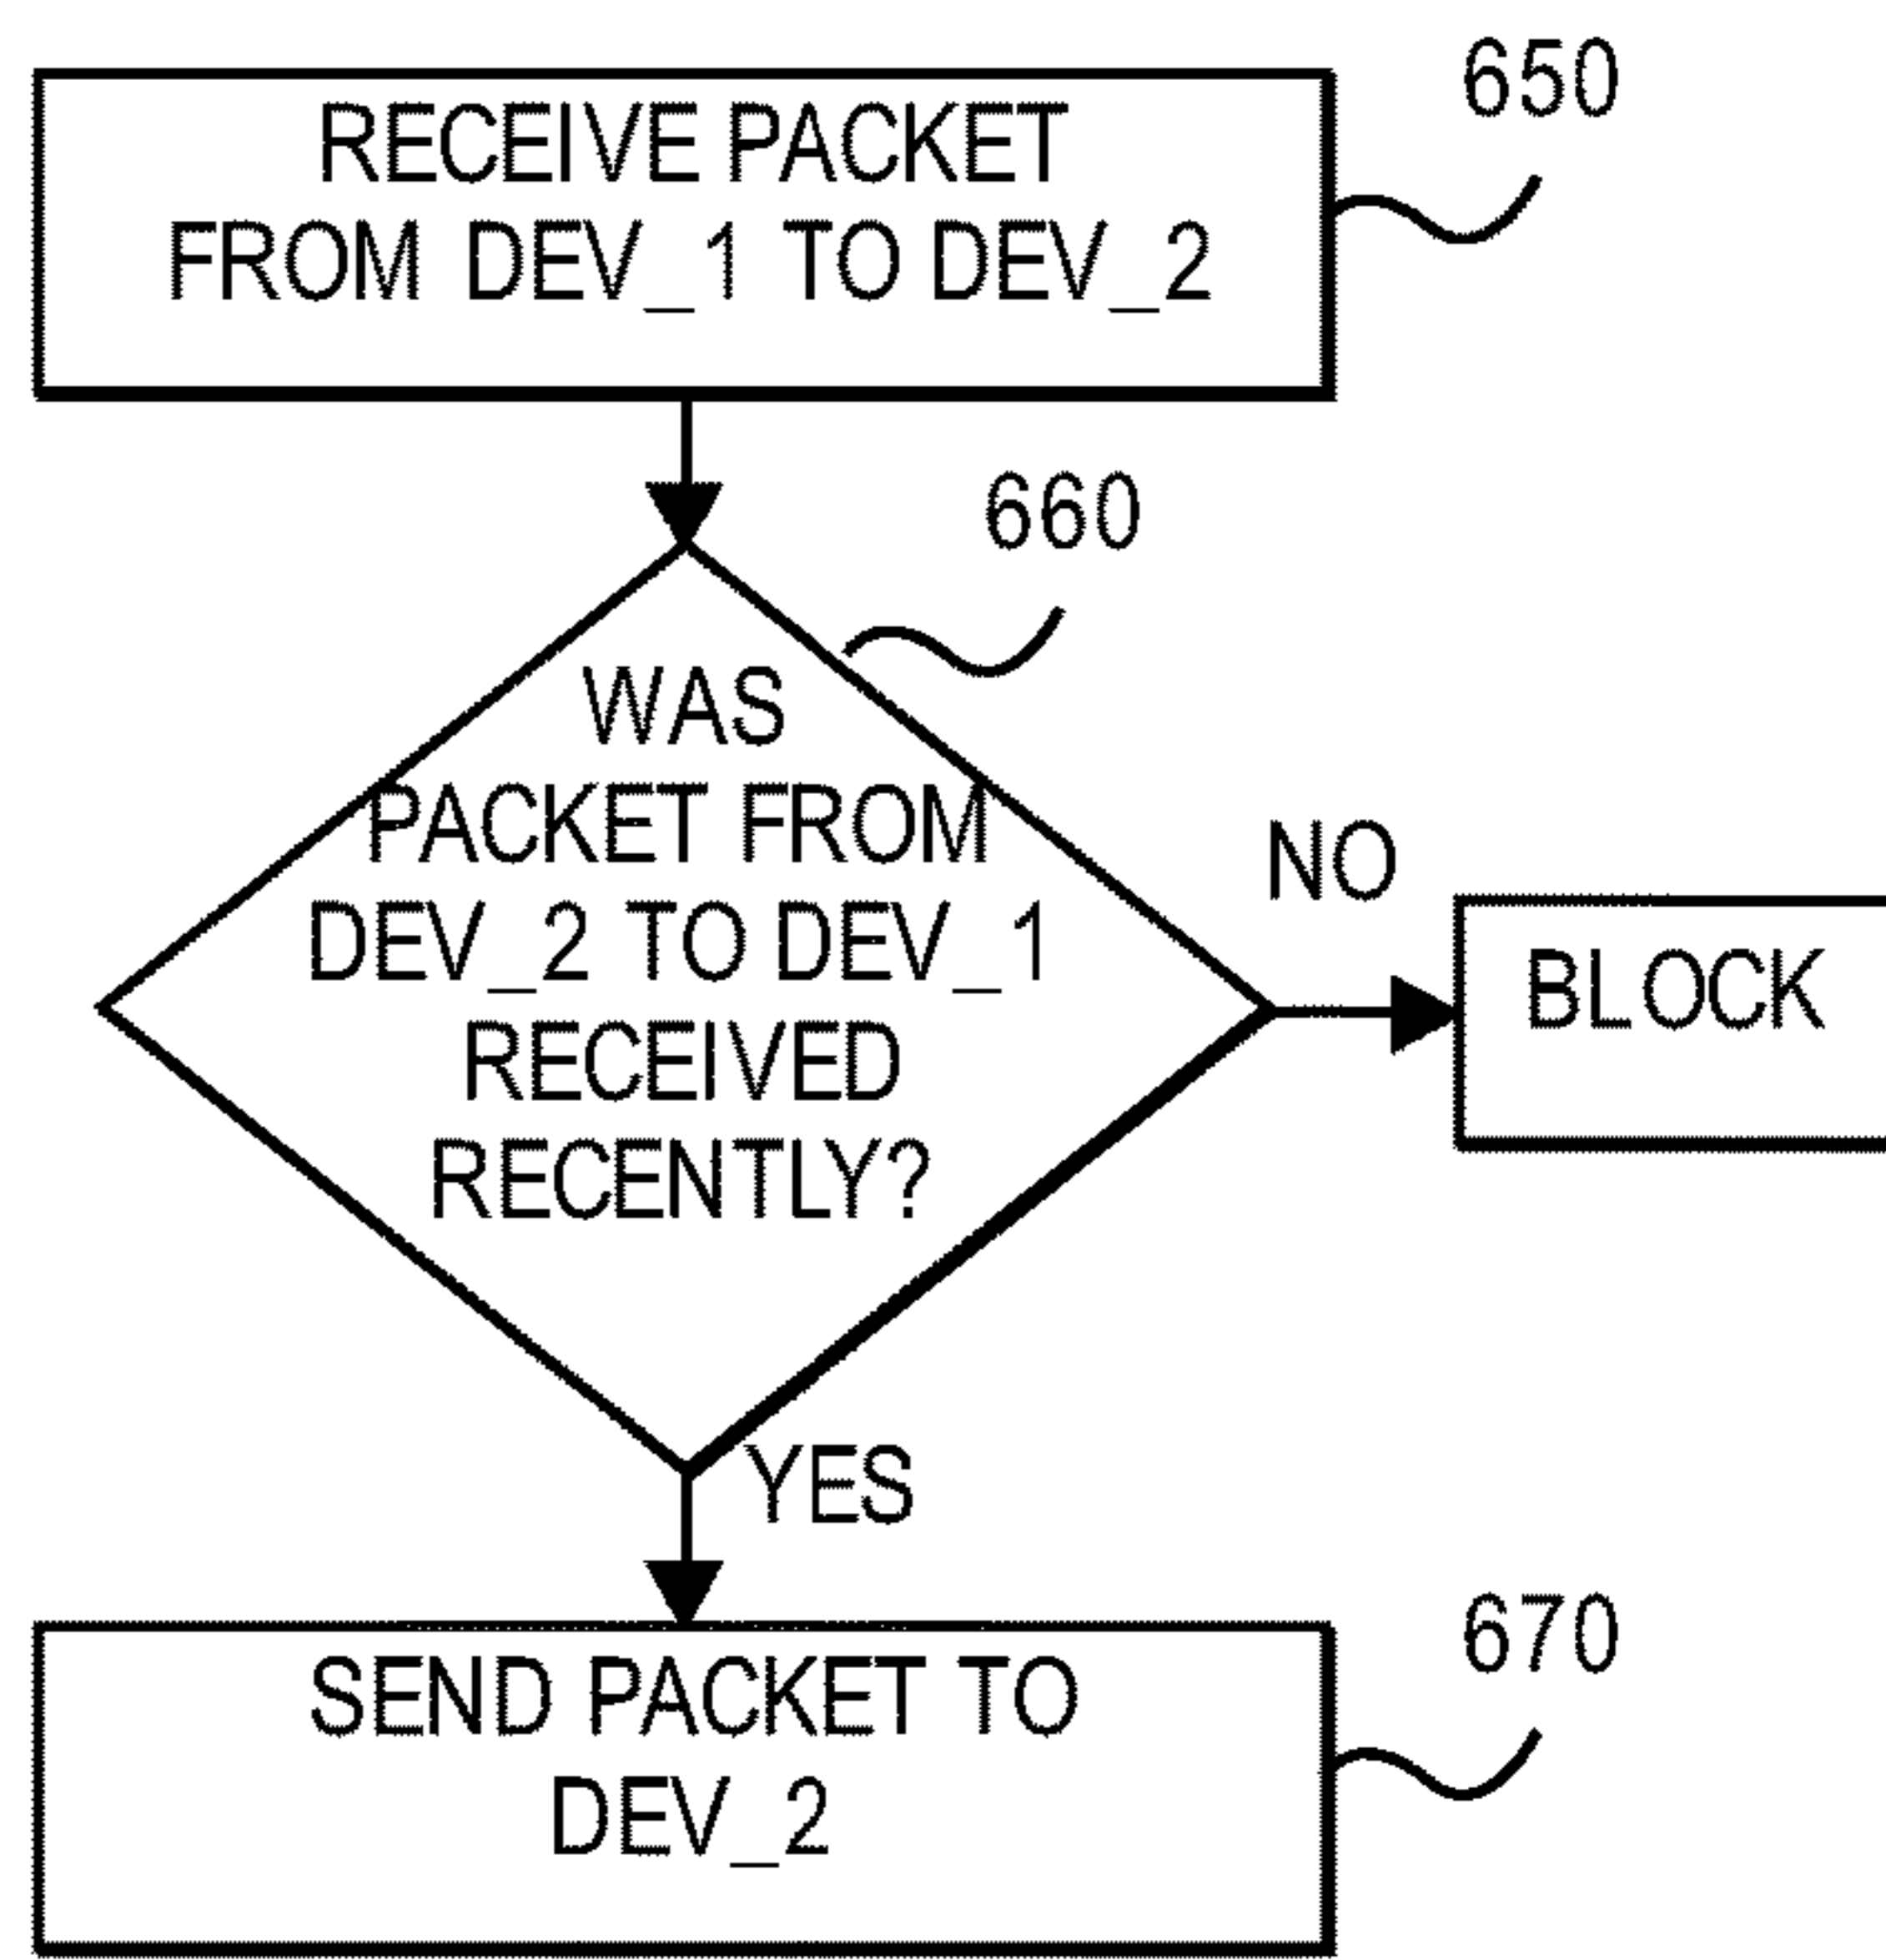 650
RECEIVE PACKET
FROM DEV_1 TO DEV_2
660
WAS
PACKET FROM
DEV_2 TO DEV_1
RECEIVED
RECENTLY?
NO
BLOCK
YES
670
SEND PACKET TO
DEV_2